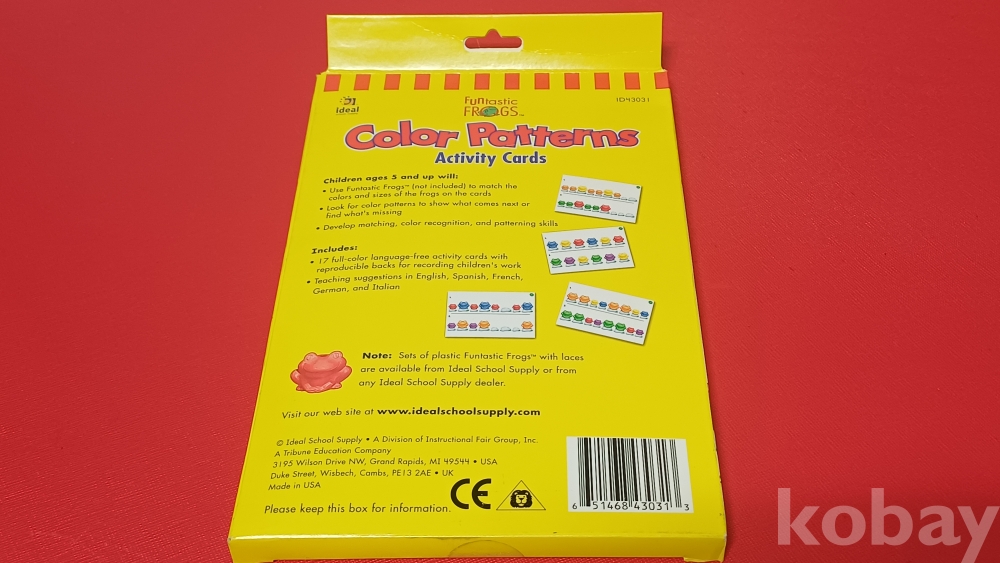 ideal
FUNtastic
FROGS™
ID43031
Color Patterns
Activity Cards
Children ages 5 and up will:
• Use Funtastic Frogs™ (not included) to match the
colors and sizes of the frogs on the cards
• Look for color patterns to show what comes next or
find what's missing
• Develop matching, color recognition, and patterning skills
Includes:
• 17 full-color language-free activity cards with
reproducible backs for recording children's work
• Teaching suggestions in English, Spanish, French,
German, and Italian
Note: Sets of plastic Funtastic Frogs™ with laces
are available from Ideal School Supply or from
any Ideal School Supply dealer.
Visit our web site at www.idealschoolsupply.com
© Ideal School Supply • A Division of Instructional Fair Group, Inc.
A Tribune Education Company
3195 Wilson Drive NW, Grand Rapids, MI 49544 • USA
Duke Street, Wisbech, Cambs, PE13 2AE • UK
Made in USA
Please keep this box for information.
CE
6 51468 43031 3
kobay